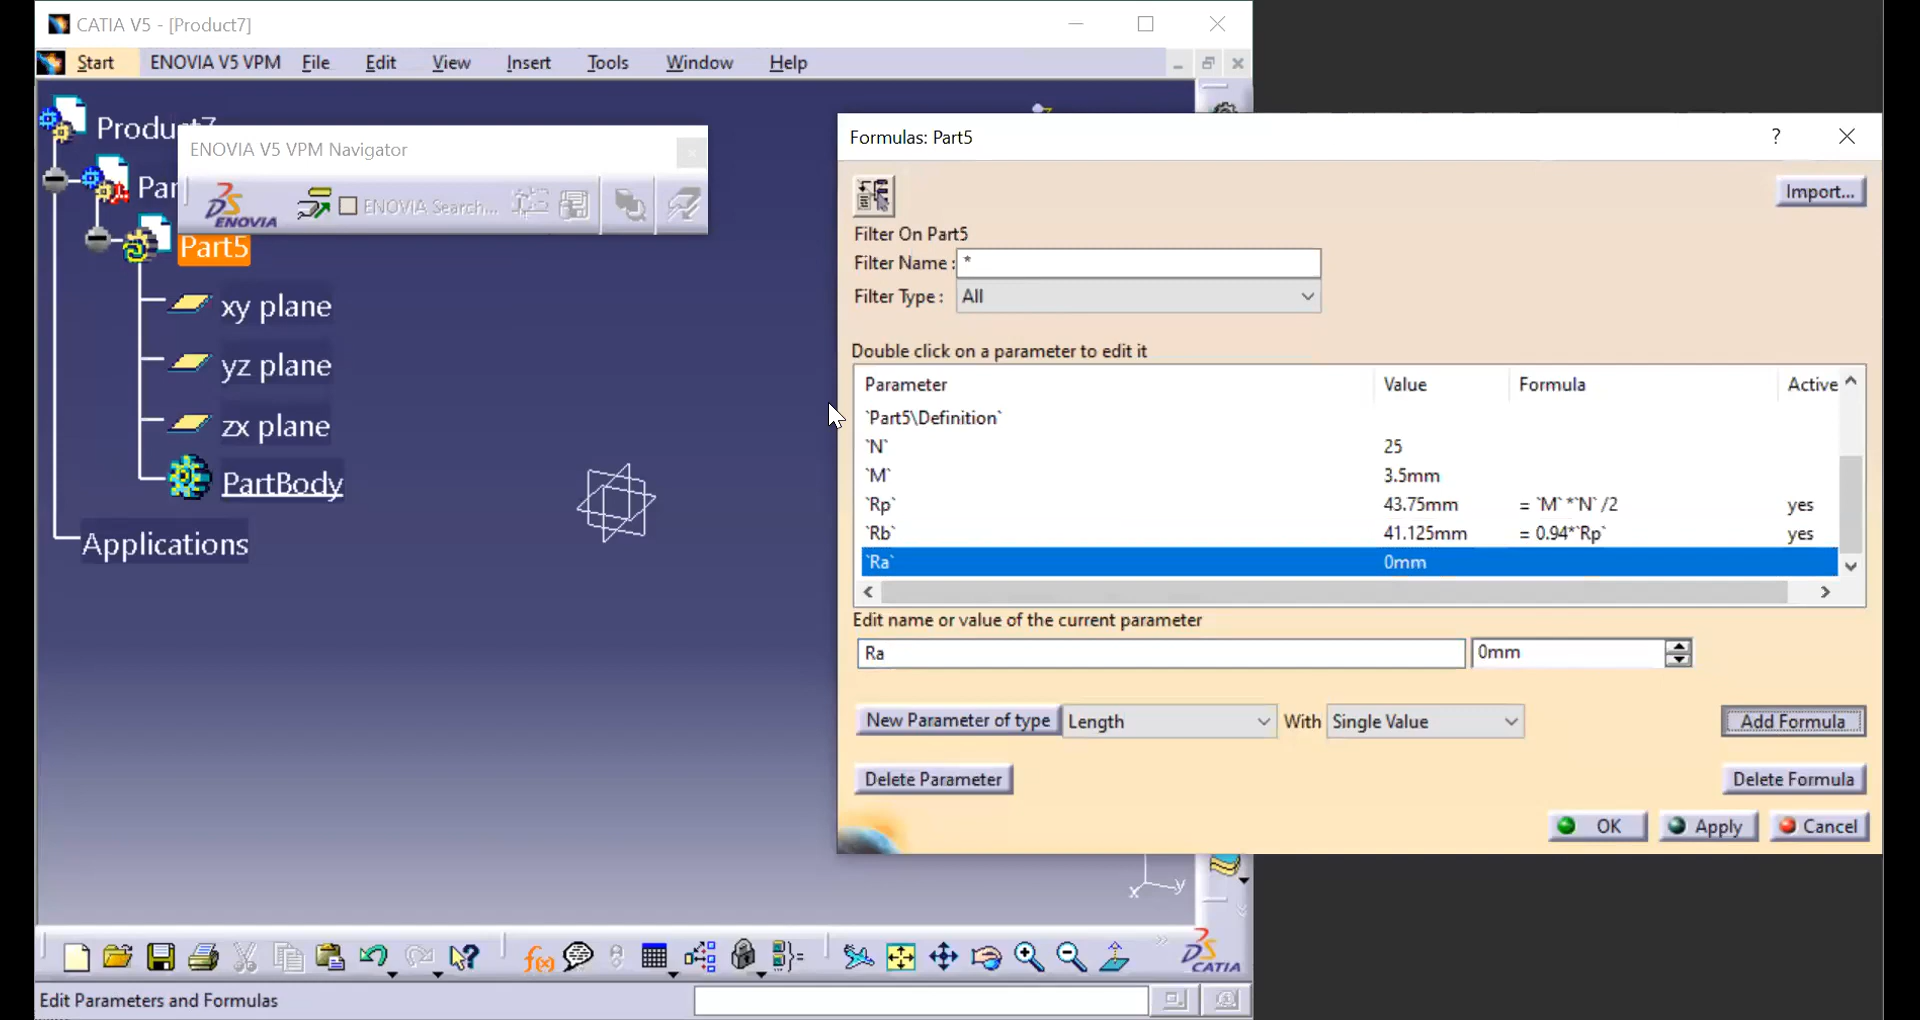 CATIA V5 - [Product7]
Start ENOVIA V5 VPM File Edit View Insert Tools Window Help
Product7
ENOVIA V5 VPM Navigator
ENOVIA
ENOVIA Search...
Part5
xy plane
yz plane
zx plane
PartBody
Applications
x y
Formulas: Part5
?
Import...
Filter On Part5
Filter Name : *
Filter Type : All
Double click on a parameter to edit it
Parameter Value Formula Active
`Part5\Definition`
`N` 25
`M` 3.5mm
`Rp` 43.75mm = `M` *`N` /2 yes
`Rb` 41.125mm = 0.94*`Rp` yes
`Ra` 0mm
Edit name or value of the current parameter
Ra 0mm
New Parameter of type Length With Single Value Add Formula
Delete Parameter Delete Formula
OK Apply Cancel
f(x)
CATIA
Edit Parameters and Formulas